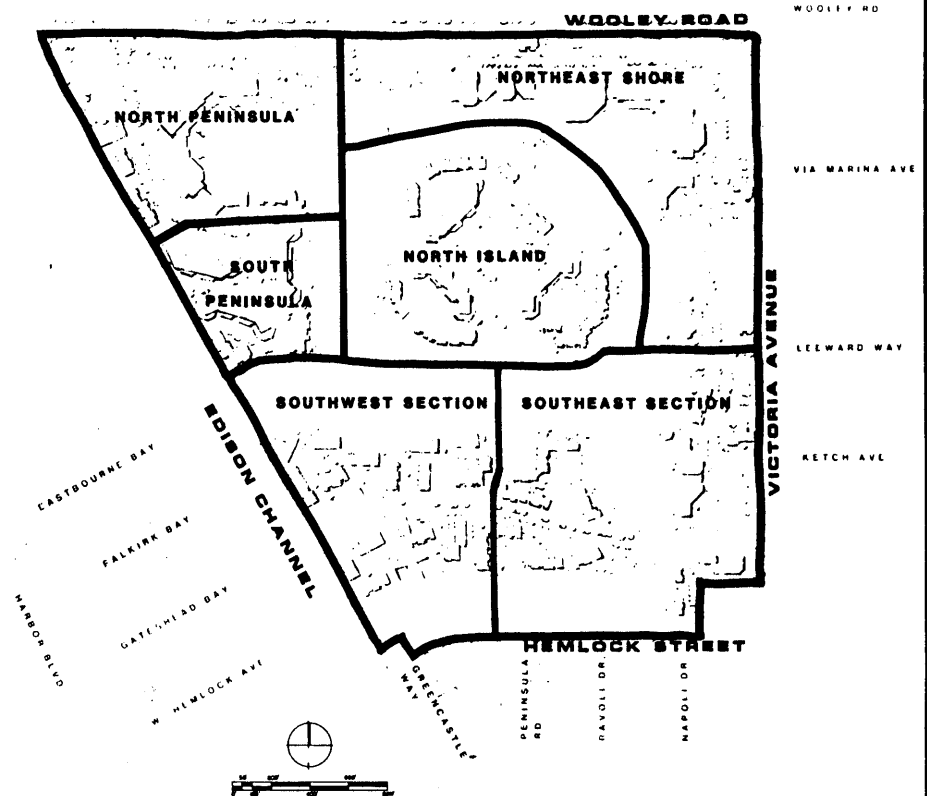 WOOLEY RD
WOOLEY ROAD
NORTHEAST SHORE
NORTH PENINSULA
VIA MARINA AVE
NORTH ISLAND
SOUTH
PENINSULA
VICTORIA AVENUE
LEEWARD WAY
SOUTHWEST SECTION
SOUTHEAST SECTION
EDISON CHANNEL
KETCH AVE
EASTBOURNE BAY
FALKIRK BAY
GATESHEAD BAY
HARBOR BLVD
W. HEMLOCK AVE
HEMLOCK STREET
GREENCASTLE
WAY
PENINSULA
RD
NAPOLI DR